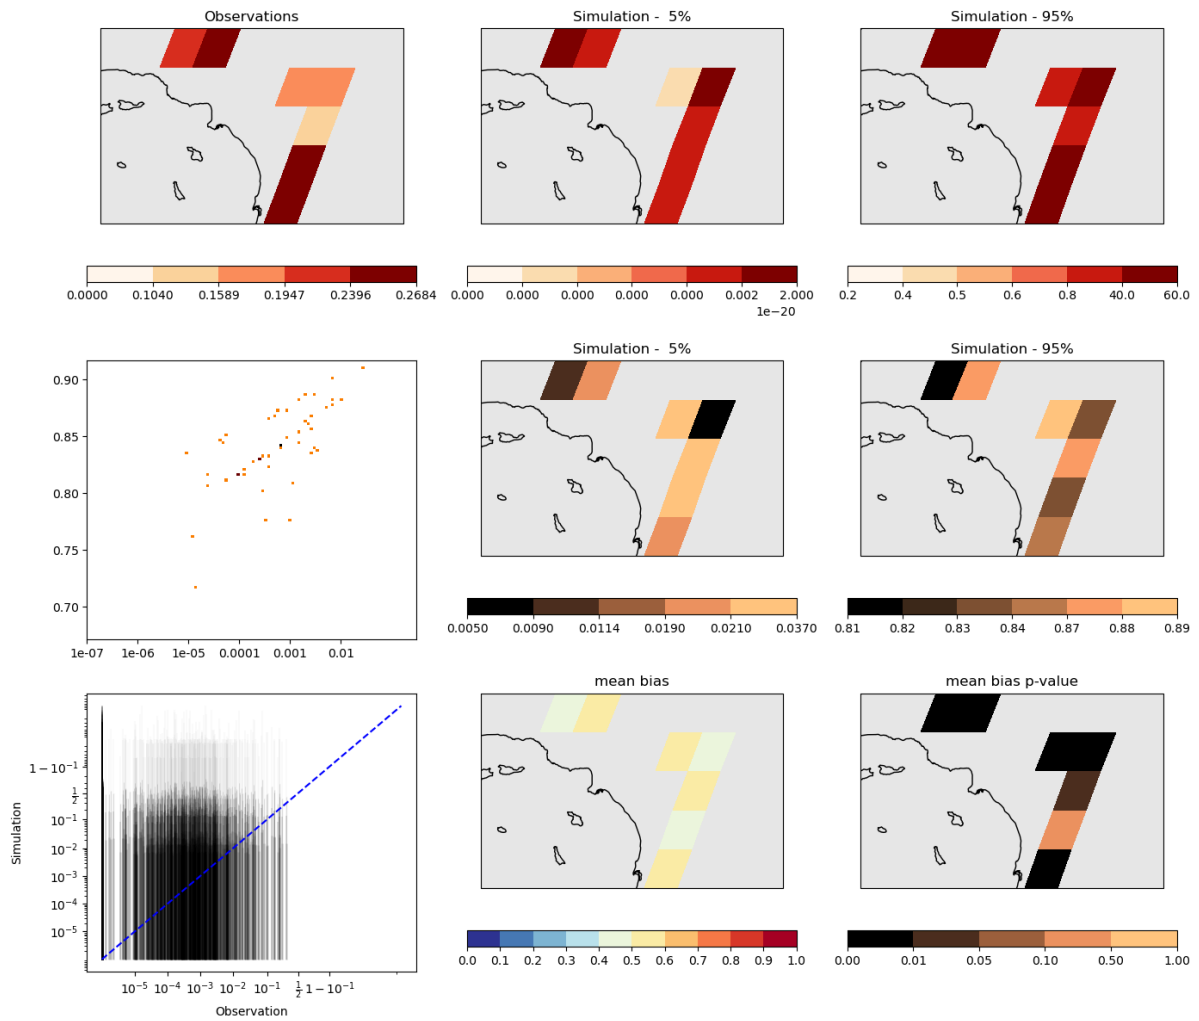 Observations
Simulation -  5%
Simulation - 95%
0.0000 0.1040 0.1589 0.1947 0.2396 0.2684
0.000 0.000 0.000 0.000 0.000 0.002 2.000
1e−20
0.2 0.4 0.5 0.6 0.8 40.0 60.0
Simulation -  5%
Simulation - 95%
0.90
0.85
0.80
0.75
0.70
1e-07 1e-06 1e-05 0.0001 0.001 0.01
0.0050 0.0090 0.0114 0.0190 0.0210 0.0370
0.81 0.82 0.83 0.84 0.87 0.88 0.89
mean bias
mean bias p-value
Simulation
1 − 10⁻¹
½
10⁻¹
10⁻²
10⁻³
10⁻⁴
10⁻⁵
10⁻⁵ 10⁻⁴ 10⁻³ 10⁻² 10⁻¹ ½ 1 − 10⁻¹
Observation
0.0 0.1 0.2 0.3 0.4 0.5 0.6 0.7 0.8 0.9 1.0
0.00 0.01 0.05 0.10 0.50 1.00